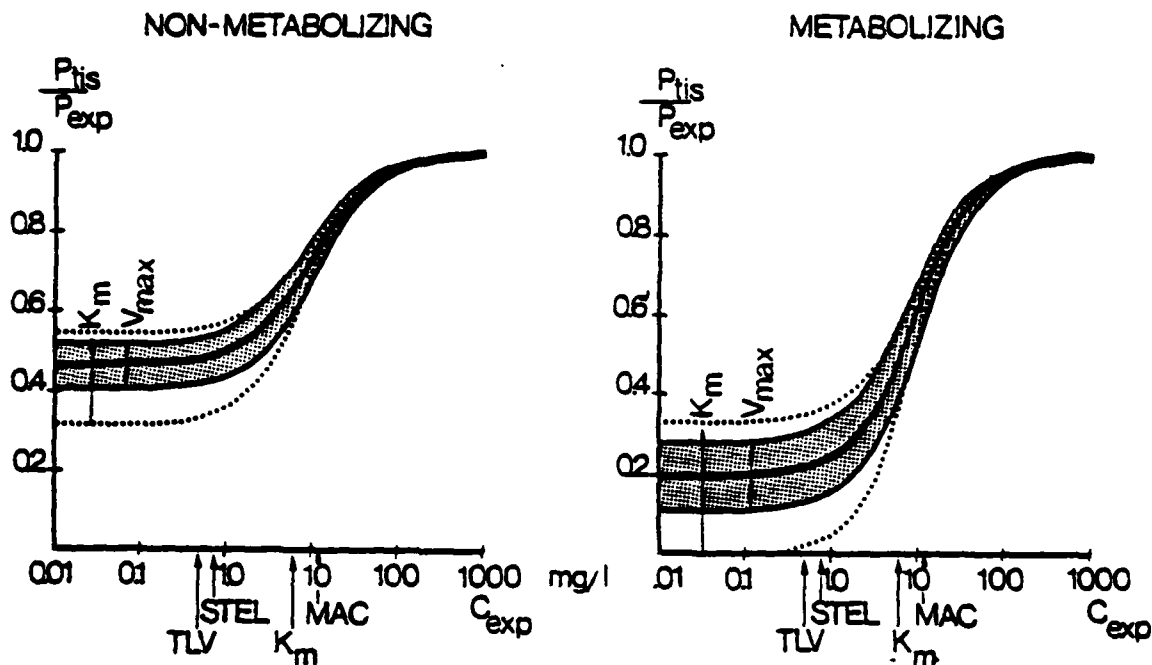 NON-METABOLIZING
P_tis
P_exp
1.0
0.8
0.6
0.4
0.2
K_m
V_max
0.01 0.1 1.0 10 100 1000 mg/l
STEL MAC C_exp
TLV K_m
METABOLIZING
P_tis
P_exp
1.0
0.8
0.6
0.4
0.2
K_m
V_max
.01 0.1 1.0 10 100 1000
STEL MAC C_exp
TLV K_m